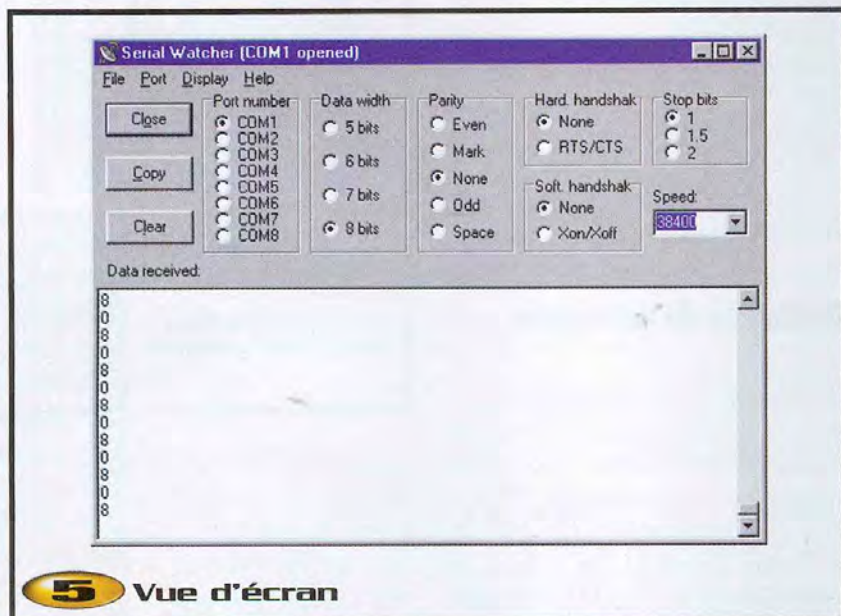 Serial Watcher (COM1 opened)
File Port Display Help
Close
Copy
Clear
Port number
COM1
COM2
COM3
COM4
COM5
COM6
COM7
COM8
Data width
5 bits
6 bits
7 bits
8 bits
Parity
Even
Mark
None
Odd
Space
Hard. handshak
None
RTS/CTS
Soft. handshak
None
Xon/Xoff
Stop bits
1
1.5
2
Speed:
38400
Data received:
8
0
8
0
8
0
8
0
8
0
8
0
8
5 Vue d'écran